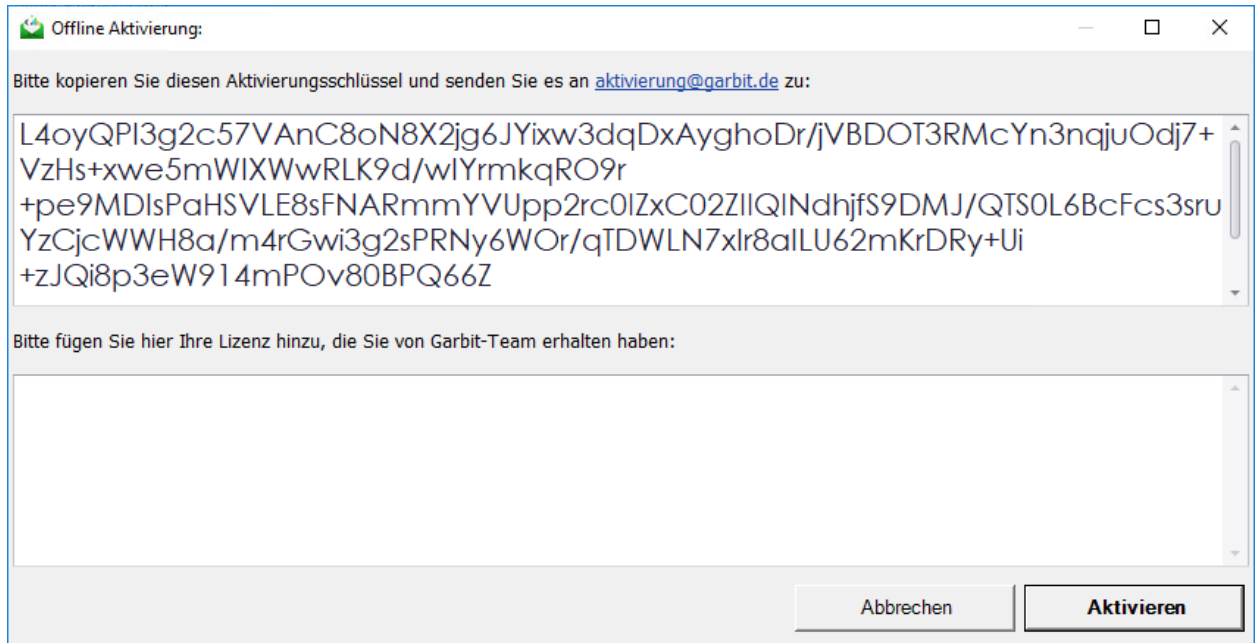 Offline Aktivierung:
Bitte kopieren Sie diesen Aktivierungsschlüssel und senden Sie es an aktivierung@garbit.de zu:
L4oyQPI3g2c57VAnC8oN8X2jg6JYixw3dqDxAyghoDr/jVBDOT3RMcYn3nqjuOdj7+
VzHs+xwe5mWIXWwRLK9d/wIYrmkqRO9r
+pe9MDIsPaHSVLE8sFNARmmYVUpp2rc0IZxC02ZIIQINdhjfS9DMJ/QTS0L6BcFcs3sru
YzCjcWWH8a/m4rGwi3g2sPRNy6WOr/qTDWLN7xIr8aILU62mKrDRy+Ui
+zJQi8p3eW914mPOv80BPQ66Z
Bitte fügen Sie hier Ihre Lizenz hinzu, die Sie von Garbit-Team erhalten haben:
Abbrechen
Aktivieren